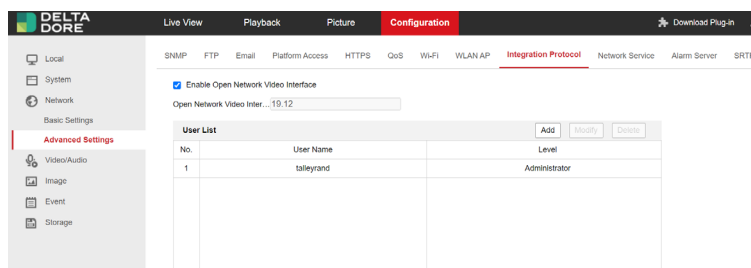 DELTA DORE
Live View Playback Picture Configuration Download Plug-in
Local
System
Network
Basic Settings
Advanced Settings
Video/Audio
Image
Event
Storage
SNMP FTP Email Platform Access HTTPS QoS Wi-Fi WLAN AP Integration Protocol Network Service Alarm Server SRTP
Enable Open Network Video Interface
Open Network Video Inter... 19.12
User List Add Modify Delete
No. User Name Level
1 talleyrand Administrator